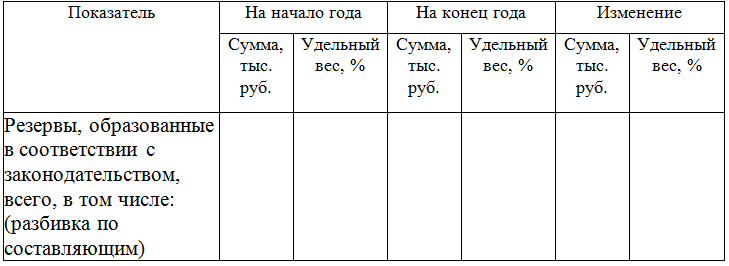 Показатель На начало года На конец года Изменение
Сумма, Удельный Сумма, Удельный Сумма, Удельный
тыс. вес, % тыс. вес, % тыс. вес, %
руб. руб. руб.
Резервы, образованные
в соответствии с
законодательством,
всего, в том числе:
(разбивка по
составляющим)